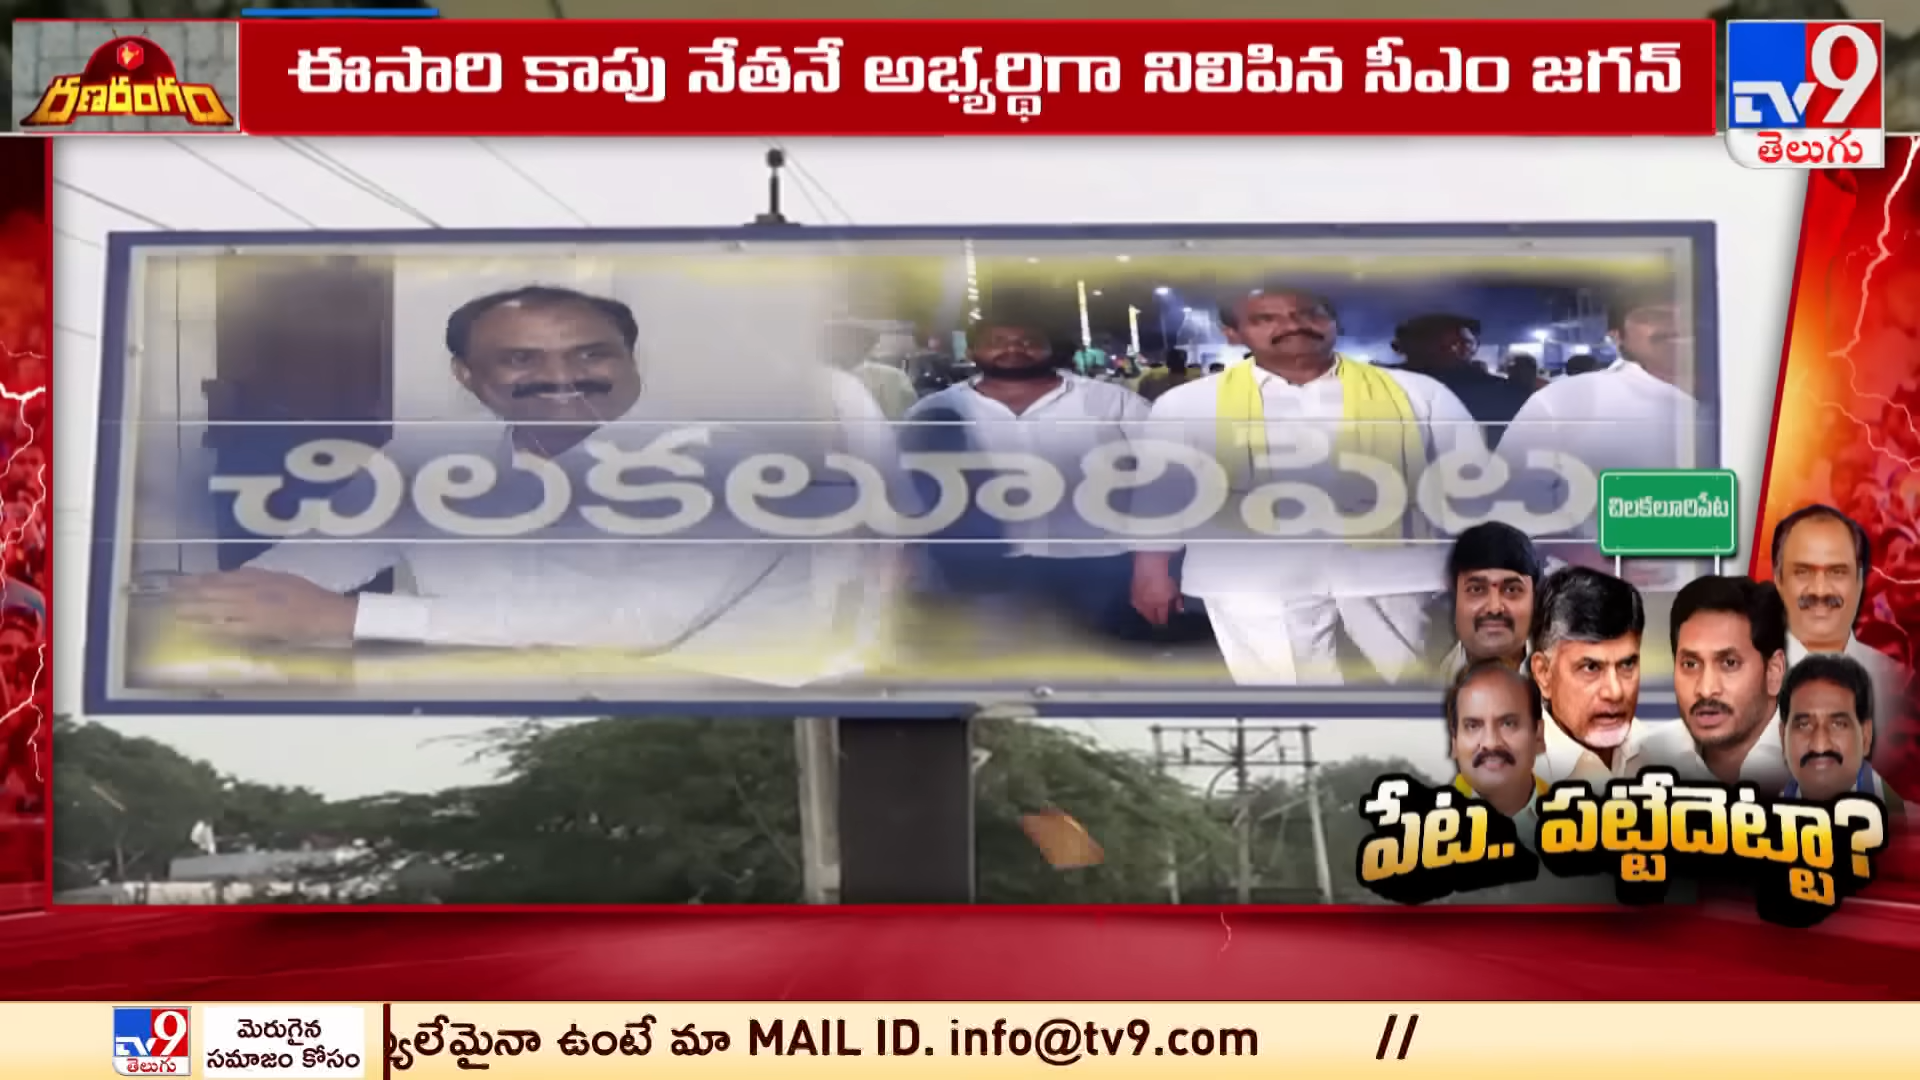 రణరంగం
ఈసారి కాపు నేతనే అభ్యర్థిగా నిలిపిన సీఎం జగన్
TV9
తెలుగు
చిలకలూరిపేట
చిలకలూరిపేట
పేట.. పట్టేదెట్టా?
TV9
తెలుగు
మెరుగైన
సమాజం కోసం
ఉంటే మా MAIL ID. info@tv9.com //